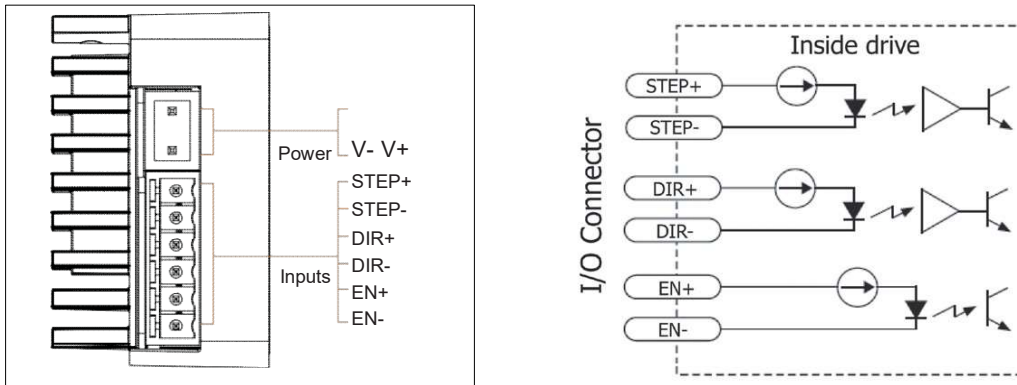 Power
V- V+
STEP+
STEP-
DIR+
DIR-
Inputs
EN+
EN-
Inside drive
I/O Connector
STEP+
STEP-
DIR+
DIR-
EN+
EN-